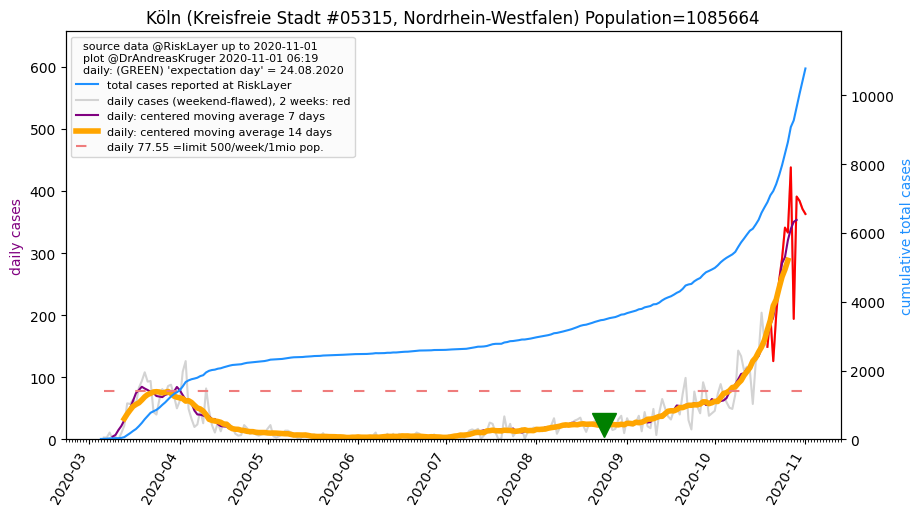 Köln (Kreisfreie Stadt #05315, Nordrhein-Westfalen) Population=1085664
source data @RiskLayer up to 2020-11-01
plot @DrAndreasKruger 2020-11-01 06:19
daily: (GREEN) 'expectation day' = 24.08.2020
total cases reported at RiskLayer
daily cases (weekend-flawed), 2 weeks: red
daily: centered moving average 7 days
daily: centered moving average 14 days
daily 77.55 =limit 500/week/1mio pop.
daily cases
600
500
400
300
200
100
0
cumulative total cases
10000
8000
6000
4000
2000
0
2020-03
2020-04
2020-05
2020-06
2020-07
2020-08
2020-09
2020-10
2020-11